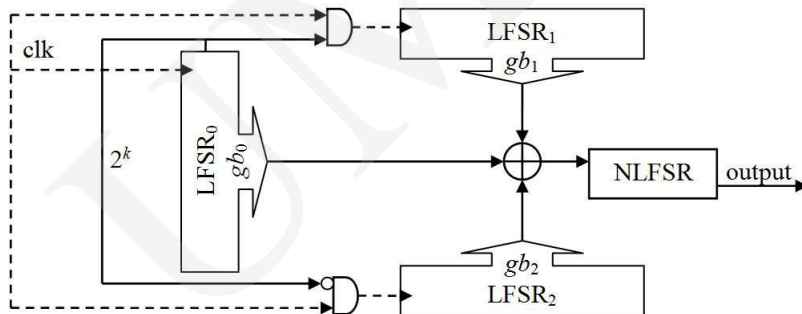 LFSR₁
gb₁
clk
2ᵏ
LFSR₀
gb₀
NLFSR
output
gb₂
LFSR₂